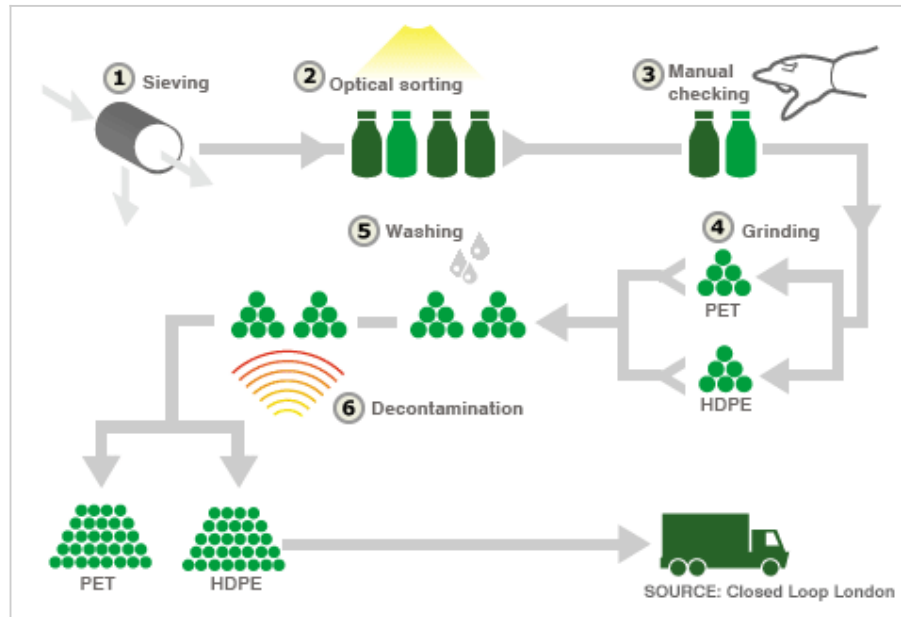 1 Sieving
2 Optical sorting
3 Manual
checking
4 Grinding
PET
HDPE
5 Washing
6 Decontamination
PET
HDPE
SOURCE: Closed Loop London